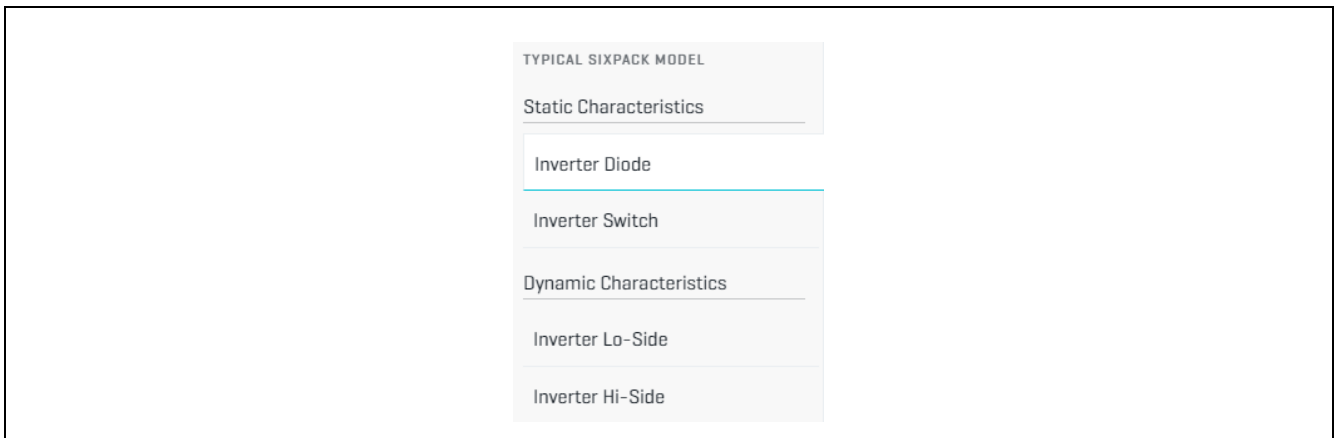 TYPICAL SIXPACK MODEL
Static Characteristics
Inverter Diode
Inverter Switch
Dynamic Characteristics
Inverter Lo-Side
Inverter Hi-Side